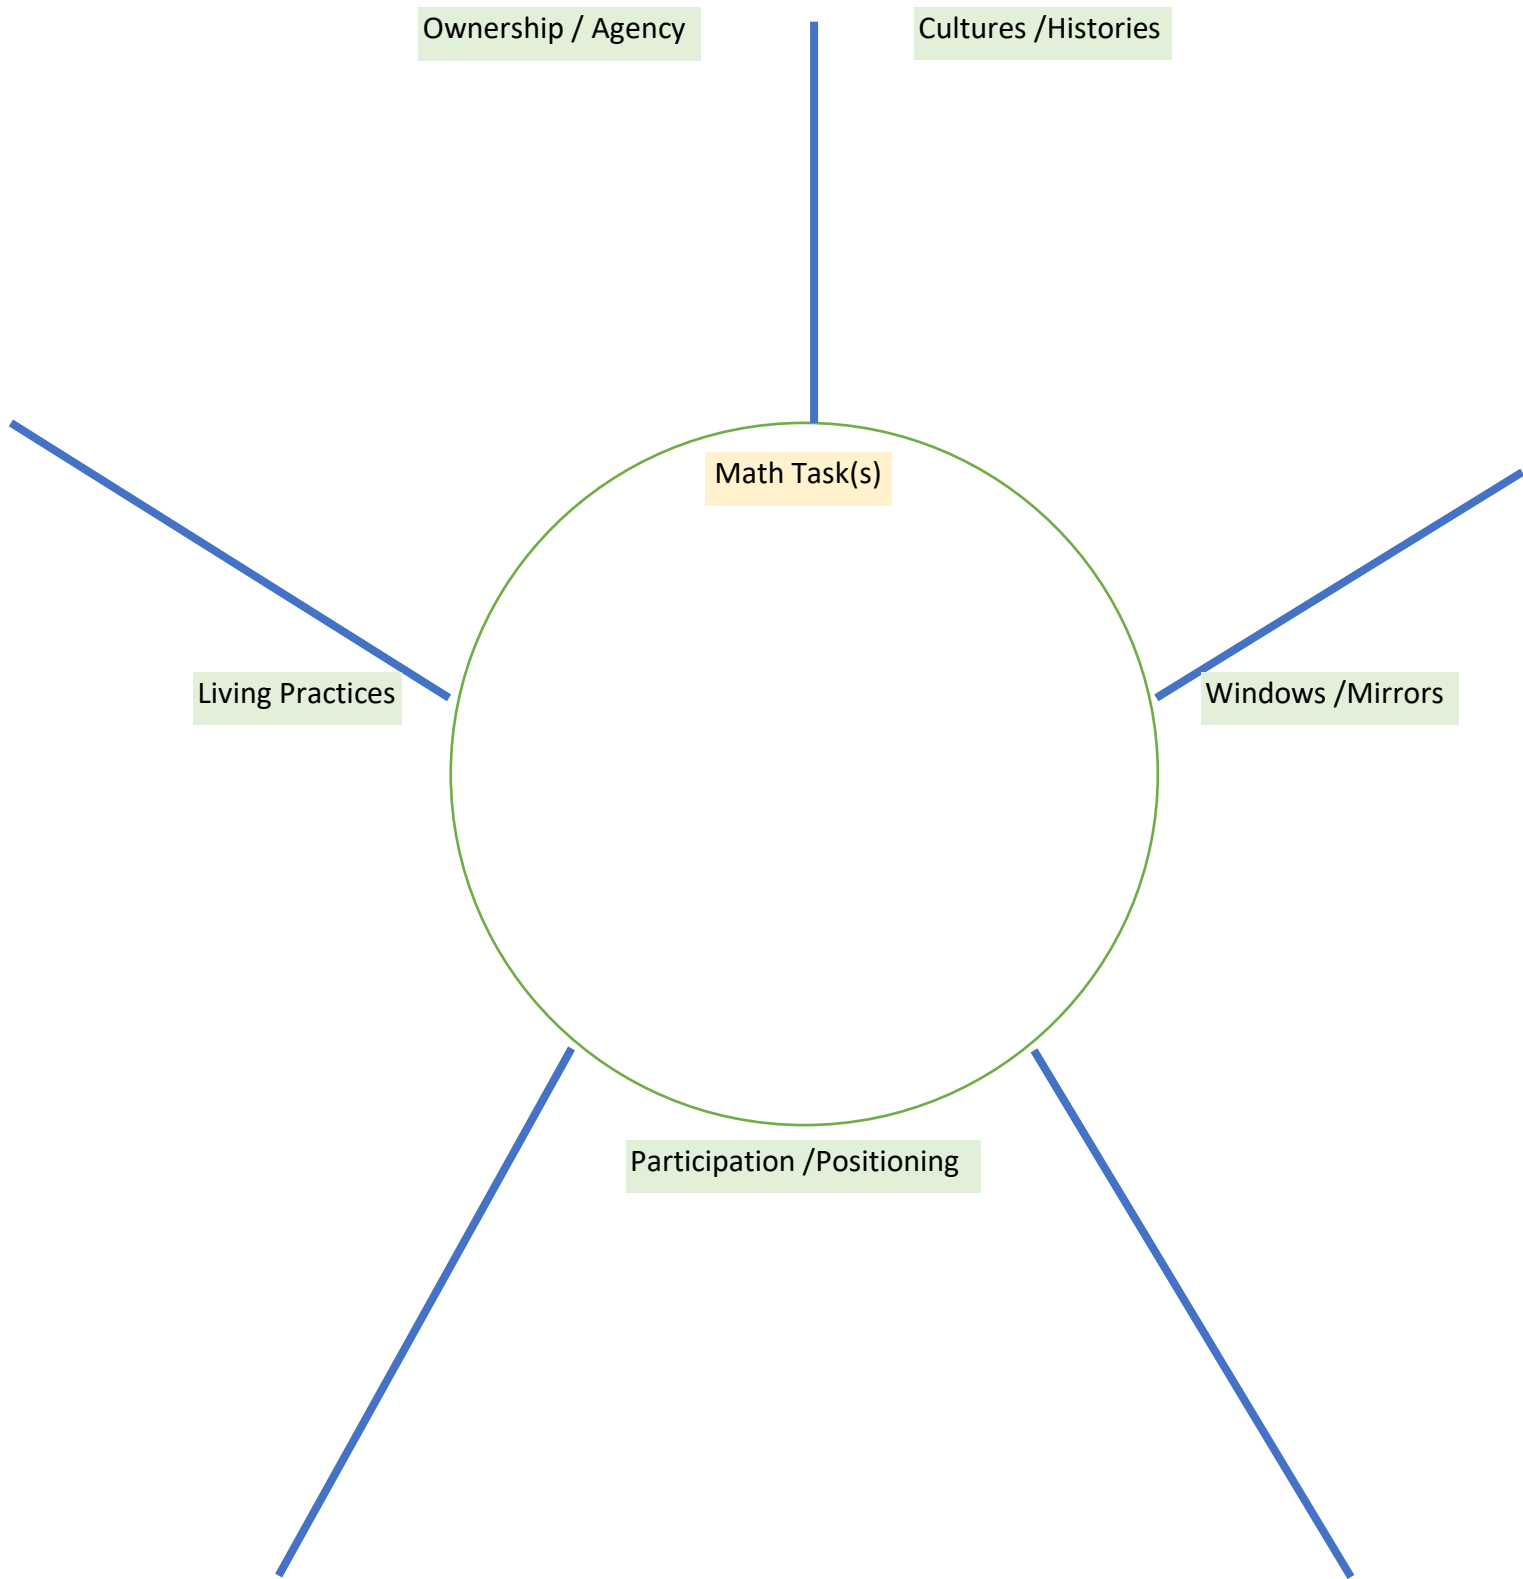 Ownership / Agency
Cultures /Histories
Math Task(s)
Living Practices
Windows /Mirrors
Participation /Positioning